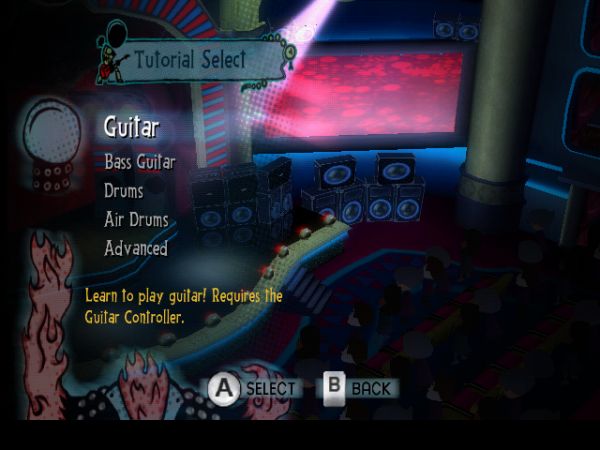 Tutorial Select
Guitar
Bass Guitar
Drums
Air Drums
Advanced
Learn to play guitar! Requires the
Guitar Controller.
A SELECT B BACK